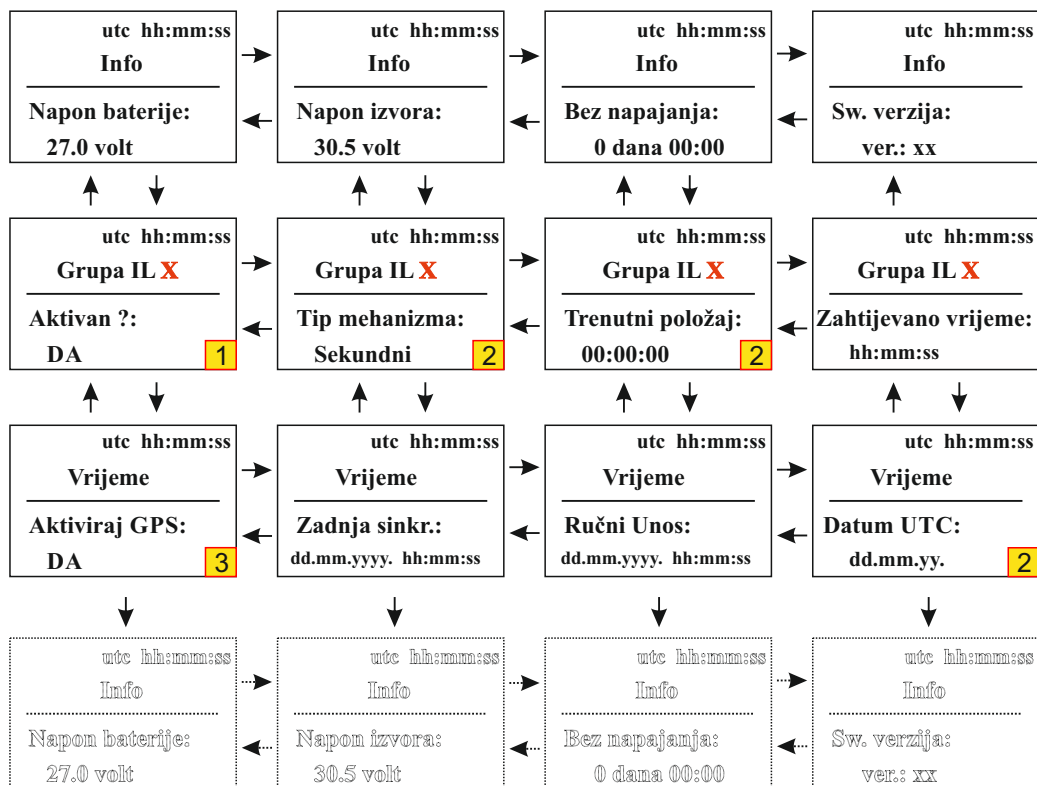 utc hh:mm:ss
Info
Napon baterije:
27.0 volt
utc hh:mm:ss
Info
Napon izvora:
30.5 volt
utc hh:mm:ss
Info
Bez napajanja:
0 dana 00:00
utc hh:mm:ss
Info
Sw. verzija:
ver.: xx
utc hh:mm:ss
Grupa IL X
Aktivan ?:
DA
1
utc hh:mm:ss
Grupa IL X
Tip mehanizma:
Sekundni
2
utc hh:mm:ss
Grupa IL X
Trenutni položaj:
00:00:00
2
utc hh:mm:ss
Grupa IL X
Zahtijevano vrijeme:
hh:mm:ss
utc hh:mm:ss
Vrijeme
Aktiviraj GPS:
DA
3
utc hh:mm:ss
Vrijeme
Zadnja sinkr.:
dd.mm.yyyy. hh:mm:ss
utc hh:mm:ss
Vrijeme
Ručni Unos:
dd.mm.yyyy. hh:mm:ss
utc hh:mm:ss
Vrijeme
Datum UTC:
dd.mm.yy.
2
utc hh:mm:ss
Info
Napon baterije:
27.0 volt
utc hh:mm:ss
Info
Napon izvora:
30.5 volt
utc hh:mm:ss
Info
Bez napajanja:
0 dana 00:00
utc hh:mm:ss
Info
Sw. verzija:
ver.: xx